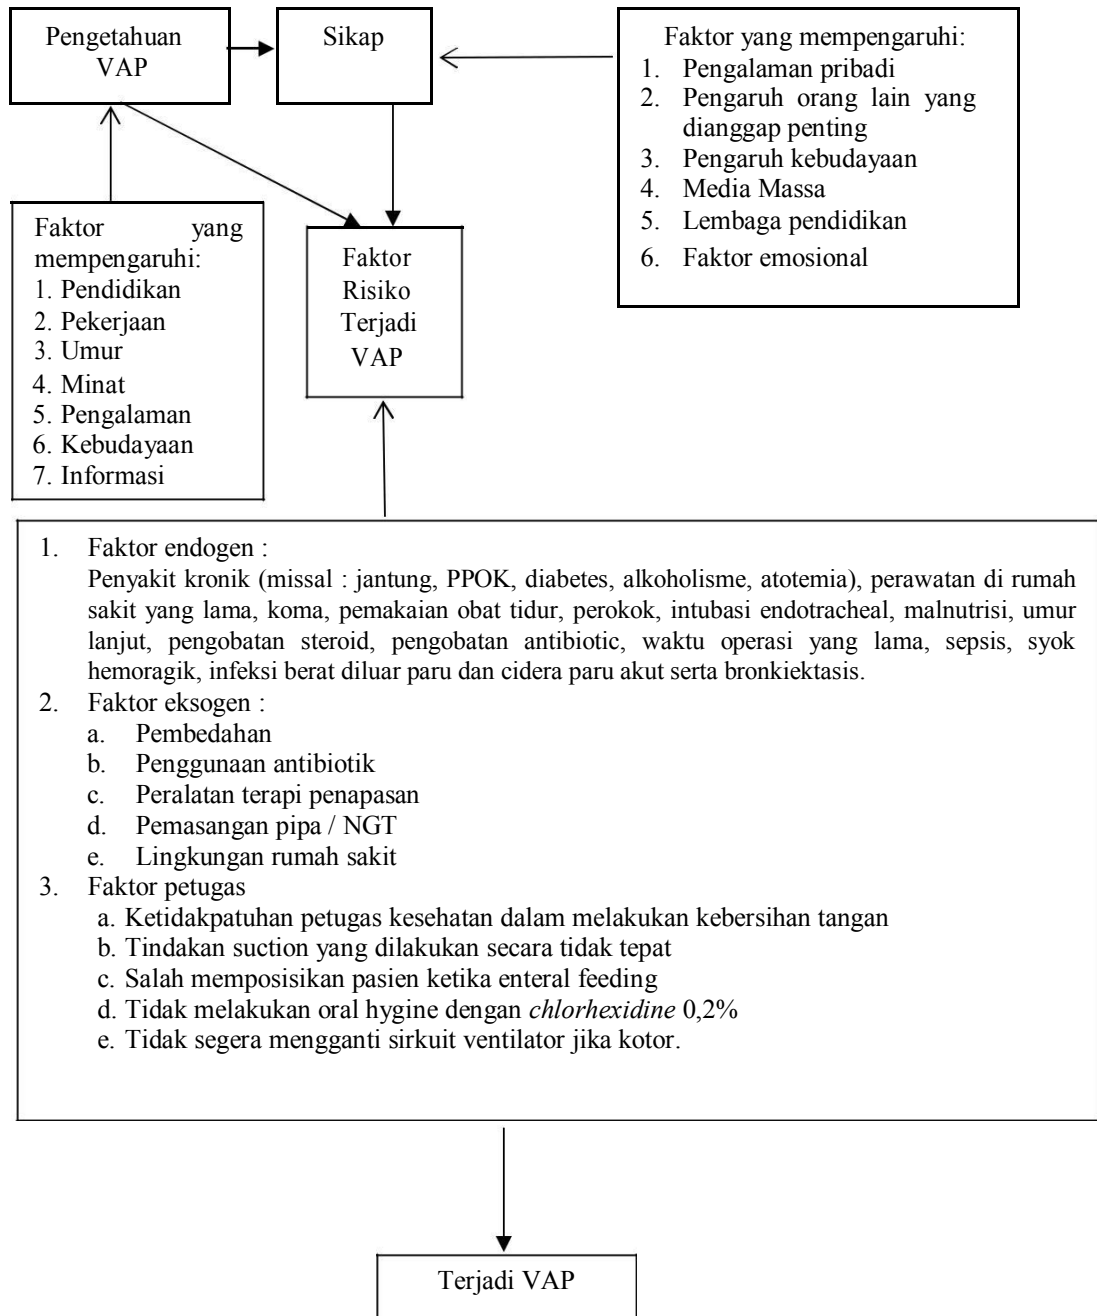 Pengetahuan
VAP
Sikap
Faktor yang mempengaruhi:
1. Pengalaman pribadi
2. Pengaruh orang lain yang
dianggap penting
3. Pengaruh kebudayaan
4. Media Massa
5. Lembaga pendidikan
6. Faktor emosional
Faktor yang
mempengaruhi:
1. Pendidikan
2. Pekerjaan
3. Umur
4. Minat
5. Pengalaman
6. Kebudayaan
7. Informasi
Faktor
Risiko
Terjadi
VAP
1. Faktor endogen :
Penyakit kronik (missal : jantung, PPOK, diabetes, alkoholisme, atotemia), perawatan di rumah
sakit yang lama, koma, pemakaian obat tidur, perokok, intubasi endotracheal, malnutrisi, umur
lanjut, pengobatan steroid, pengobatan antibiotic, waktu operasi yang lama, sepsis, syok
hemoragik, infeksi berat diluar paru dan cidera paru akut serta bronkiektasis.
2. Faktor eksogen :
a. Pembedahan
b. Penggunaan antibiotik
c. Peralatan terapi penapasan
d. Pemasangan pipa / NGT
e. Lingkungan rumah sakit
3. Faktor petugas
a. Ketidakpatuhan petugas kesehatan dalam melakukan kebersihan tangan
b. Tindakan suction yang dilakukan secara tidak tepat
c. Salah memposisikan pasien ketika enteral feeding
d. Tidak melakukan oral hygine dengan chlorhexidine 0,2%
e. Tidak segera mengganti sirkuit ventilator jika kotor.
Terjadi VAP